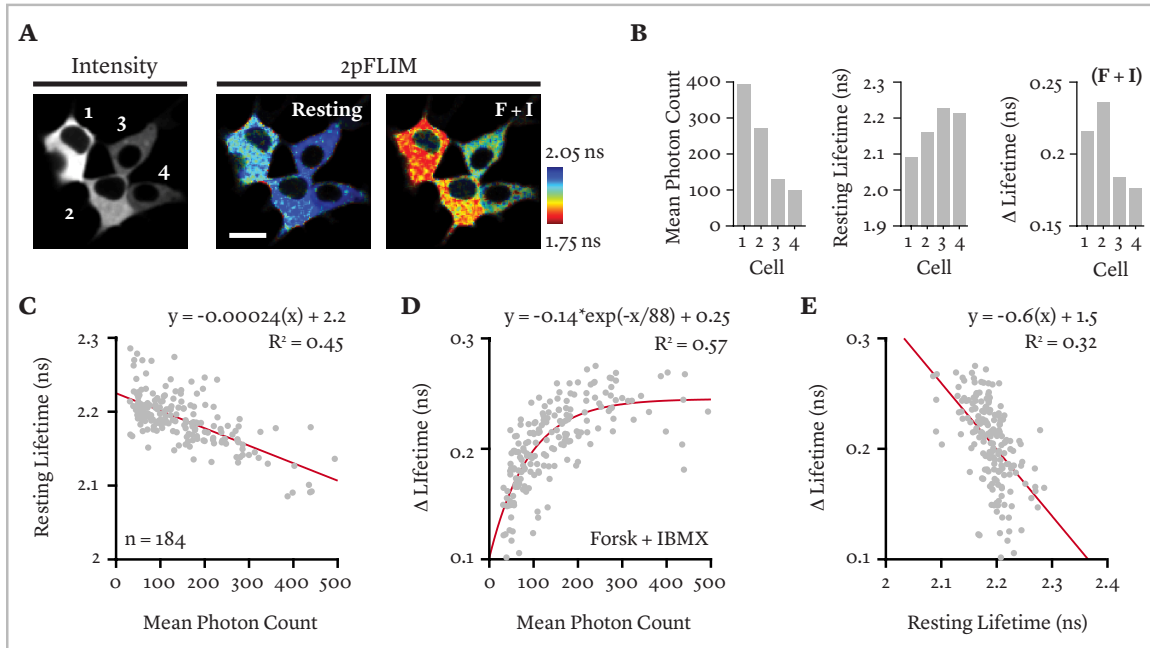 A
Intensity
2pFLIM
1
3
4
2
Resting
F + I
2.05 ns
1.75 ns
B
Mean Photon Count
400
300
200
100
0
1 2 3 4
Cell
Resting Lifetime (ns)
2.3
2.2
2.1
2.0
1.9
1 2 3 4
Cell
(F + I)
Δ Lifetime (ns)
0.25
0.2
0.15
1 2 3 4
Cell
C
y = -0.00024(x) + 2.2
R² = 0.45
Resting Lifetime (ns)
2.3
2.2
2.1
2
n = 184
0 100 200 300 400 500
Mean Photon Count
D
y = -0.14*exp(-x/88) + 0.25
R² = 0.57
Δ LIfetime (ns)
0.3
0.2
0.1
Forsk + IBMX
0 100 200 300 400 500
Mean Photon Count
E
y = -0.6(x) + 1.5
R² = 0.32
Δ Lifetime (ns)
0.3
0.2
0.1
2 2.1 2.2 2.3 2.4
Resting Lifetime (ns)